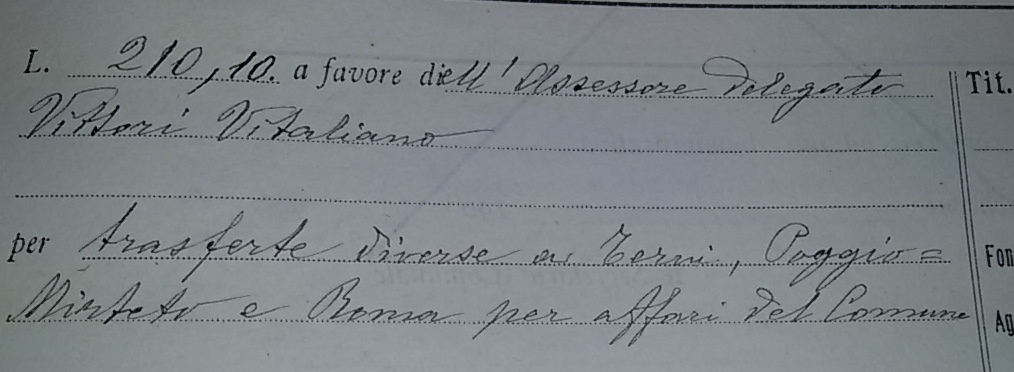 L. 210,10. a favore dell'Assessore Delegato Tit.
Vittori Vitaliano
per trasferte diverse a Terni, Poggio= Fon
Mirteto e Roma per affari del Comune Ag